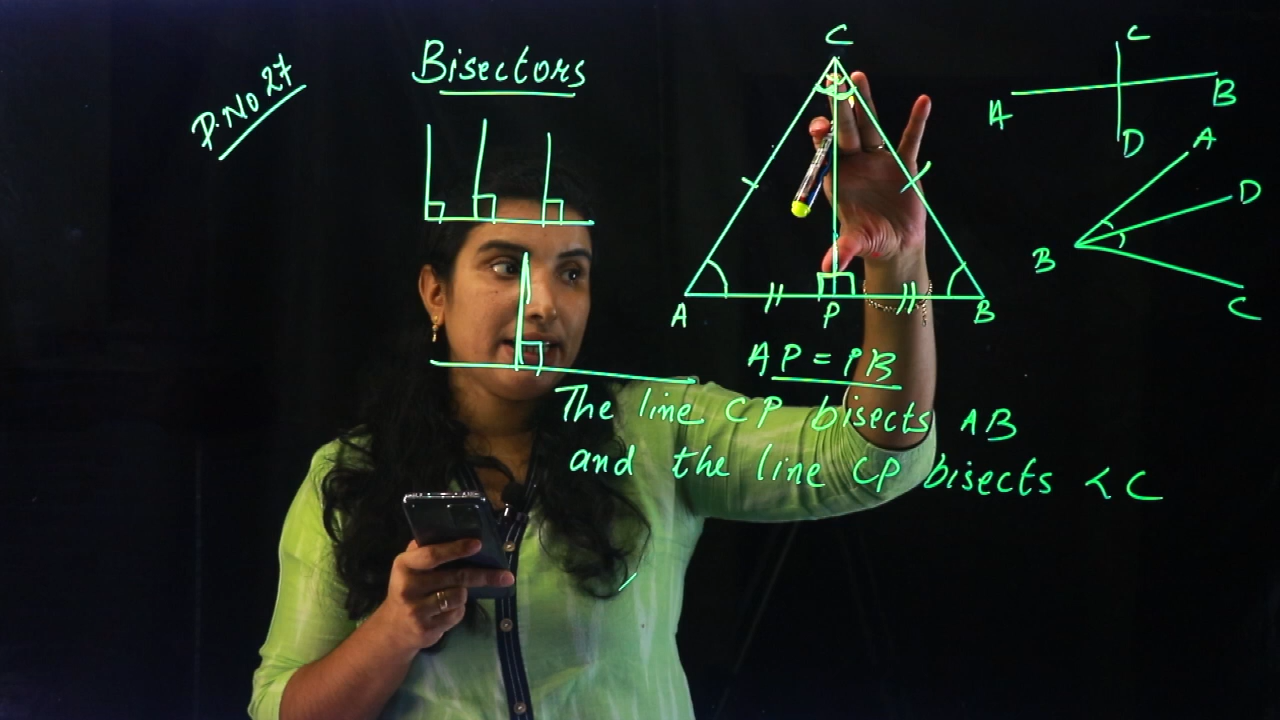 P.No 27
Bisectors
C
A P B
AP = PB
The line CP bisects AB
and the line CP bisects < C
C
A B
D
A
D
B
C